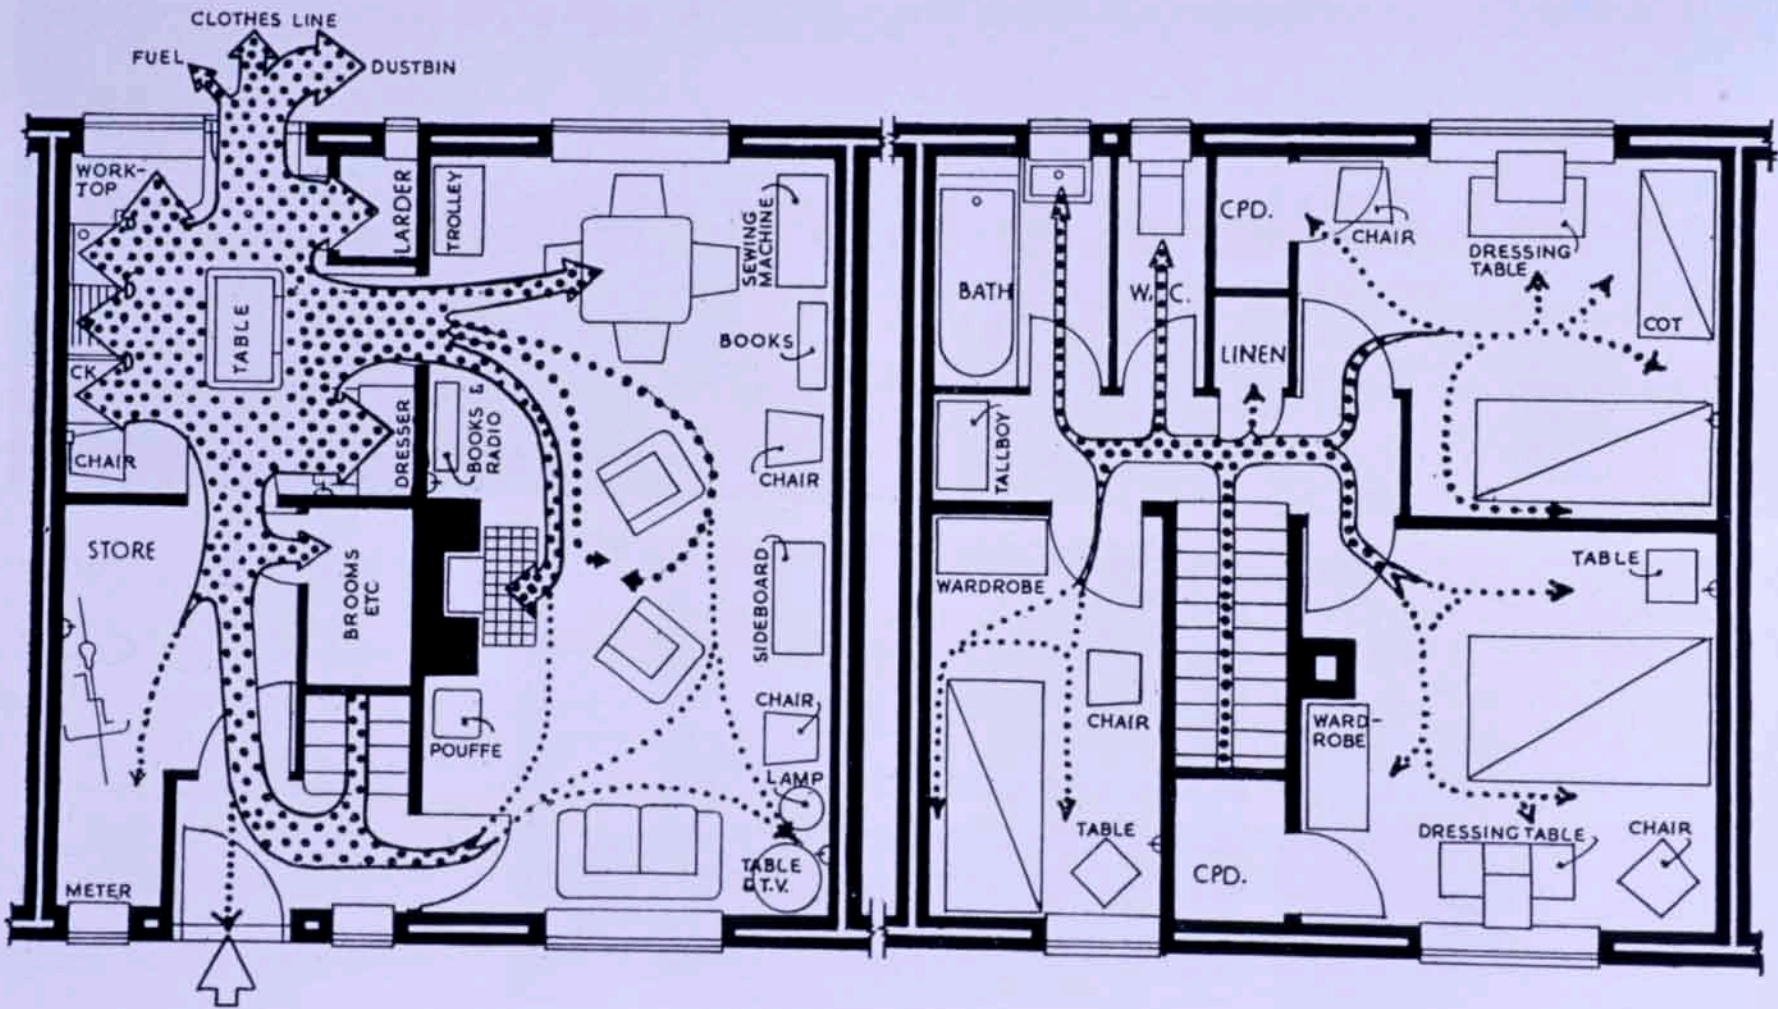 CLOTHES LINE
FUEL
DUSTBIN
WORK-
TOP
LARDER
TROLLEY
SEWING
MACHINE
TABLE
BOOKS
CK
CHAIR
DRESSER
BOOKS &
RADIO
CHAIR
STORE
BROOMS
ETC
SIDEBOARD
POUFFE
CHAIR
LAMP
TABLE
& T.V.
METER
BATH
W.C.
CPD.
LINEN
CHAIR
DRESSING
TABLE
COT
TALLBOY
WARDROBE
CHAIR
TABLE
TABLE
WARD-
ROBE
CPD.
DRESSING TABLE
CHAIR